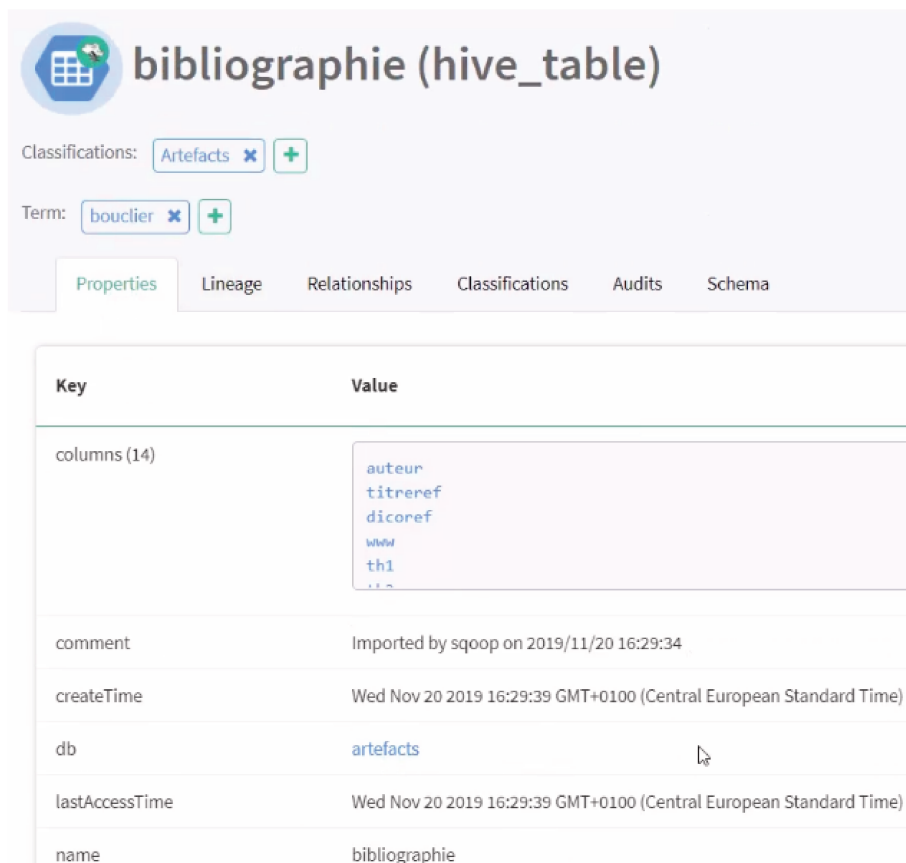 bibliographie (hive_table)
Classifications: Artefacts ✖ +
Term: bouclier ✖ +
Properties Lineage Relationships Classifications Audits Schema
Key Value
columns (14)
auteur
titreref
dicoref
www
th1
comment Imported by sqoop on 2019/11/20 16:29:34
createTime Wed Nov 20 2019 16:29:39 GMT+0100 (Central European Standard Time)
db artefacts
lastAccessTime Wed Nov 20 2019 16:29:39 GMT+0100 (Central European Standard Time)
name bibliographie